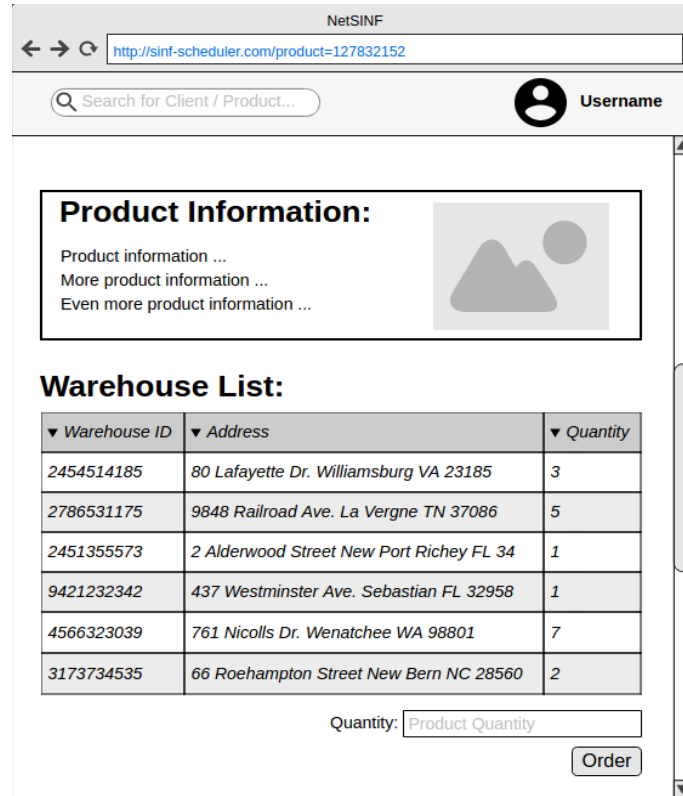 NetSINF
http://sinf-scheduler.com/product=127832152
Search for Client / Product...
Username
Product Information:
Product information ...
More product information ...
Even more product information ...
Warehouse List:
▼ Warehouse ID ▼ Address ▼ Quantity
2454514185 80 Lafayette Dr. Williamsburg VA 23185 3
2786531175 9848 Railroad Ave. La Vergne TN 37086 5
2451355573 2 Alderwood Street New Port Richey FL 34 1
9421232342 437 Westminster Ave. Sebastian FL 32958 1
4566323039 761 Nicolls Dr. Wenatchee WA 98801 7
3173734535 66 Roehampton Street New Bern NC 28560 2
Quantity: Product Quantity
Order